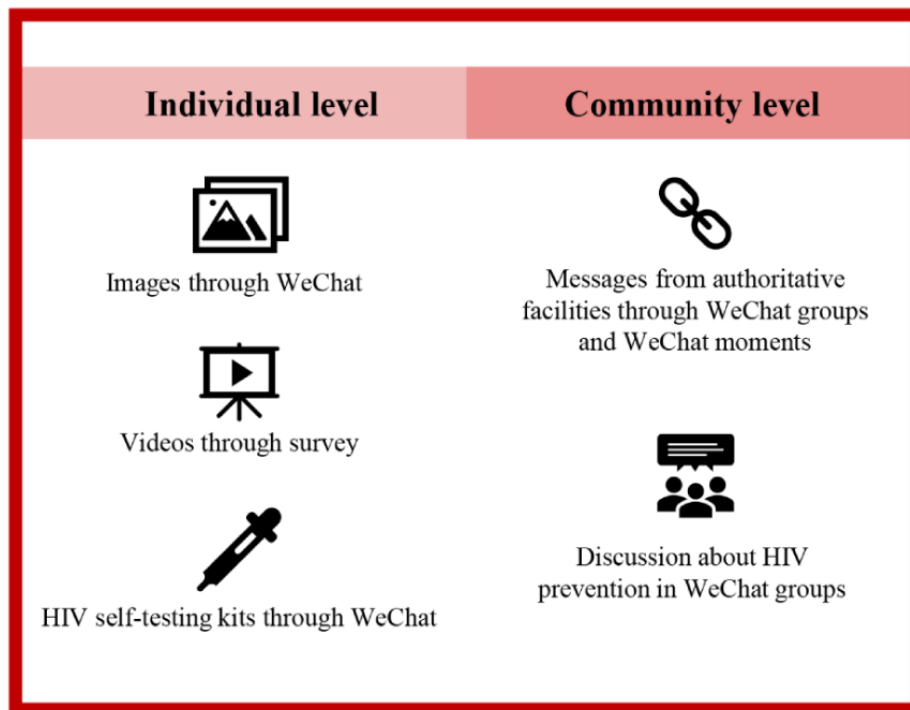 Individual level
Community level
Images through WeChat
Videos through survey
HIV self-testing kits through WeChat
Messages from authoritative
facilities through WeChat groups
and WeChat moments
Discussion about HIV
prevention in WeChat groups